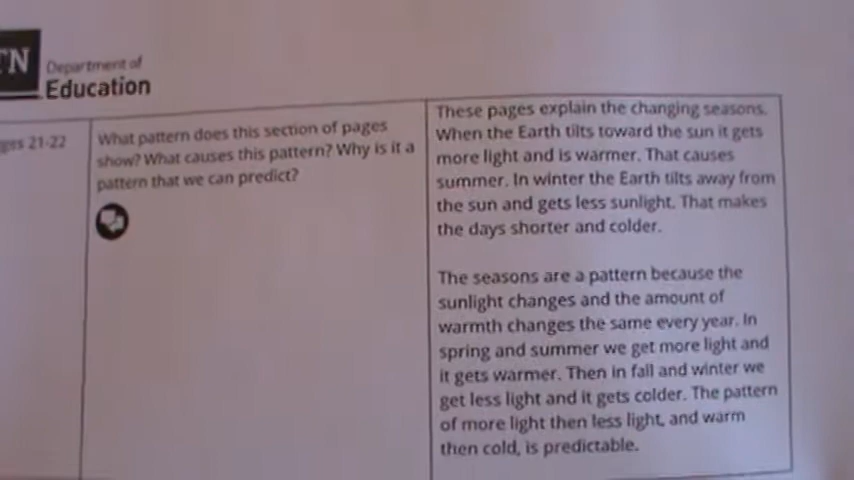 TN
Department of
Education
ges 21-22
What pattern does this section of pages
show? What causes this pattern? Why is it a
pattern that we can predict?
These pages explain the changing seasons.
When the Earth tilts toward the sun it gets
more light and is warmer. That causes
summer. In winter the Earth tilts away from
the sun and gets less sunlight. That makes
the days shorter and colder.
The seasons are a pattern because the
sunlight changes and the amount of
warmth changes the same every year. In
spring and summer we get more light and
it gets warmer. Then in fall and winter we
get less light and it gets colder. The pattern
of more light then less light, and warm
then cold, is predictable.